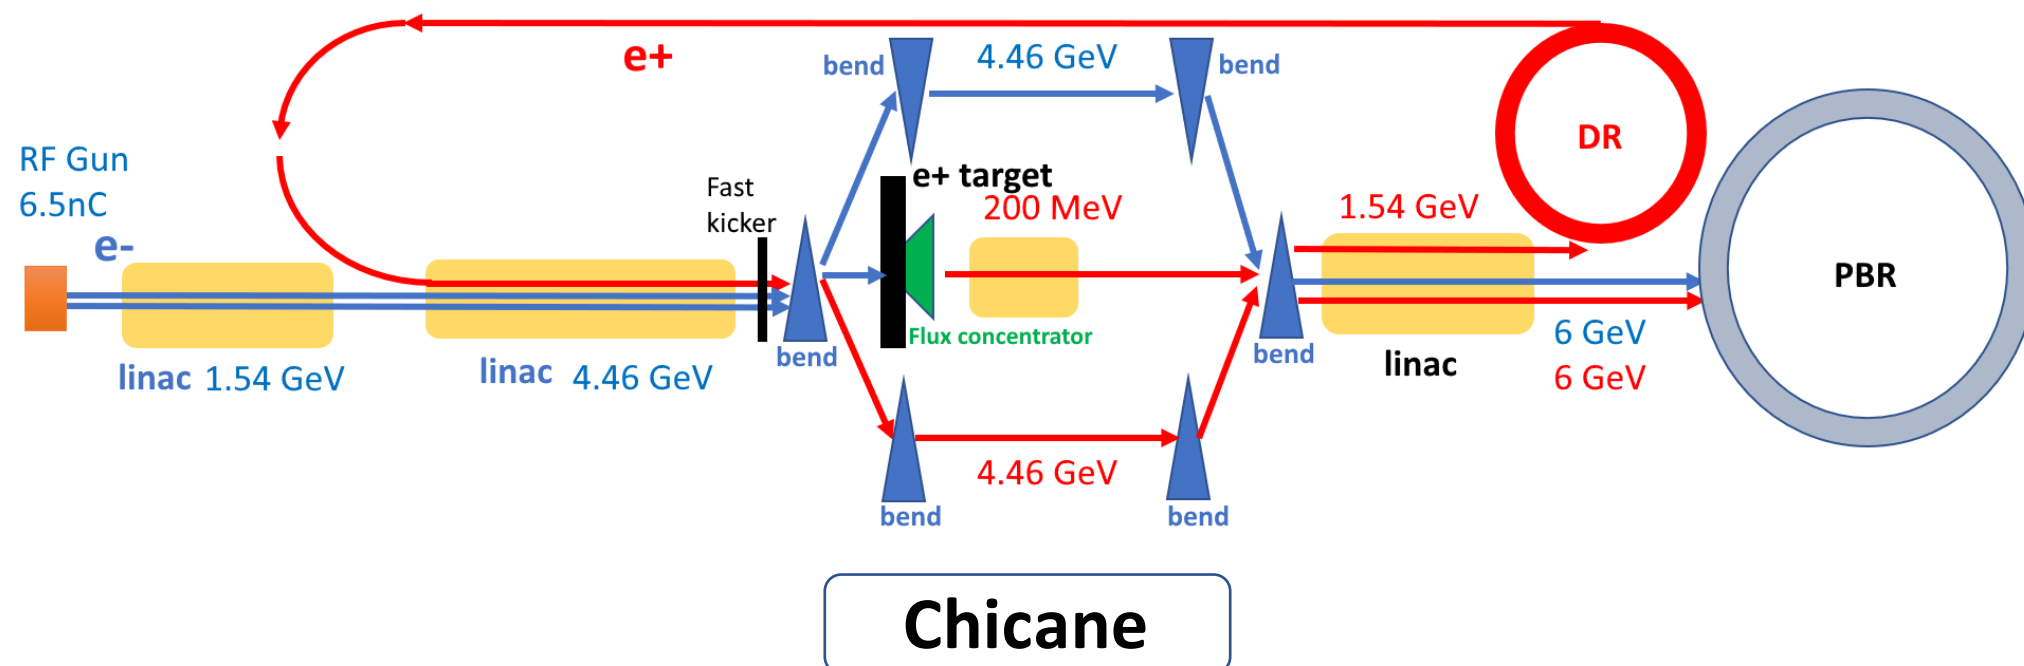 e+
bend
4.46 GeV
bend
DR
RF Gun
6.5nC
e-
Fast
kicker
e+ target
200 MeV
1.54 GeV
PBR
Flux concentrator
linac 1.54 GeV
linac 4.46 GeV
bend
bend
linac
6 GeV
6 GeV
4.46 GeV
bend
bend
Chicane